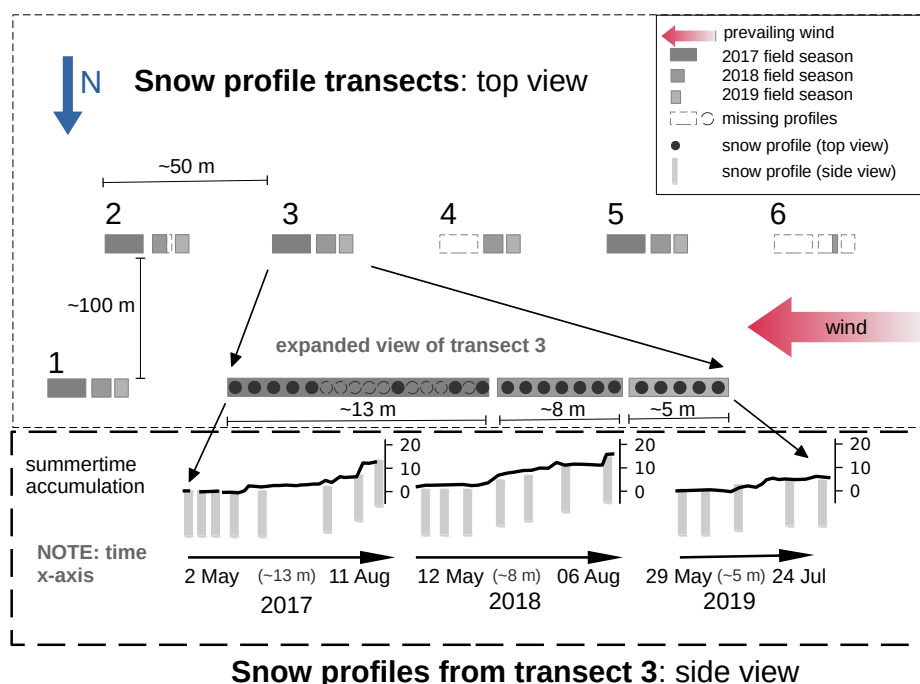 prevailing wind
2017 field season
2018 field season
2019 field season
missing profiles
snow profile (top view)
snow profile (side view)
N
Snow profile transects: top view
~50 m
2 3 4 5 6
~100 m
wind
expanded view of transect 3
1
~13 m ~8 m ~5 m
summertime
accumulation
20 20 20
10 10 10
0 0 0
NOTE: time
x-axis
2 May (~13 m) 11 Aug 12 May (~8 m) 06 Aug 29 May (~5 m) 24 Jul
2017 2018 2019
Snow profiles from transect 3: side view